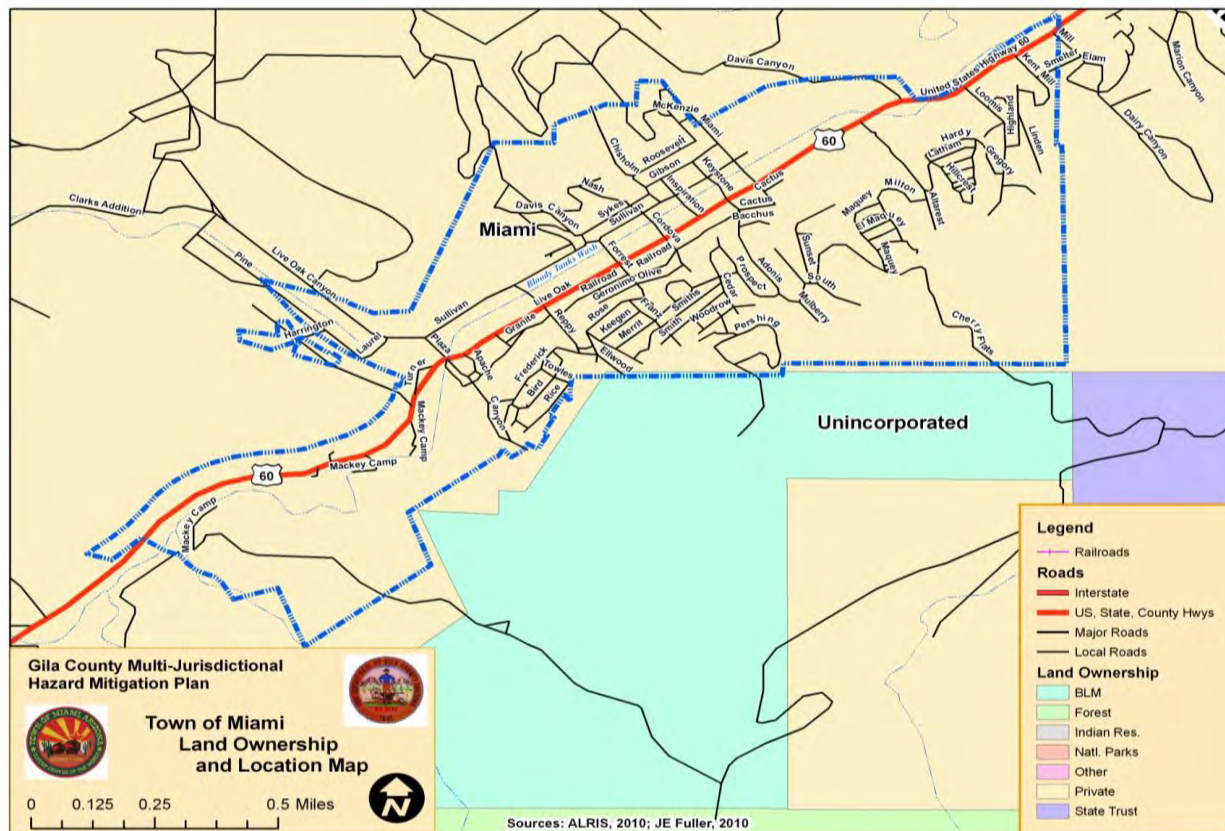 Davis Canyon
United States Highway 60
Mill
Smelter
Elam
Kent
Mill
Marion Canyon
Dairy Canyon
McKenzie
Miami
60
Loomis
Highland
Linden
Chisholm
Roosevelt
Gibson
Keystone
Hardy
Latham
Gregory
Hillcrest
Nash
Inspiration
Cactus
Milton
Altarest
Clarks Addition
Davis Canyon
Sykes
Sullivan
Cactus
Bacchus
Maquey
El Maquey
Maquey
Miami
Cordova
Forrest
Railroad
Bloody Tanks Wash
Live Oak Canyon
Pine
Live Oak
Railroad
Geronimo
Olive
Sunset
South
Adonis
Prospect
Mulberry
Cedar
Sullivan
Granite
Reppy
Rose
Keegen
Merrit
Franz
Smiths
Smith
Woodrow
Pershing
Cherry Flats
Harrington
Laurel
Plaza
Apache
Turner
Frederick
Towles
Ellwood
Bird
Rice
Canyon
Mackey Camp
Mackey Camp
60
Mackey Camp
Unincorporated
Legend
Railroads
Roads
Interstate
US, State, County Hwys
Major Roads
Local Roads
Land Ownership
BLM
Forest
Indian Res.
Natl. Parks
Other
Private
State Trust
Gila County Multi-Jurisdictional
Hazard Mitigation Plan
Town of Miami
Land Ownership
and Location Map
N
0 0.125 0.25 0.5 Miles
Sources: ALRIS, 2010; JE Fuller, 2010